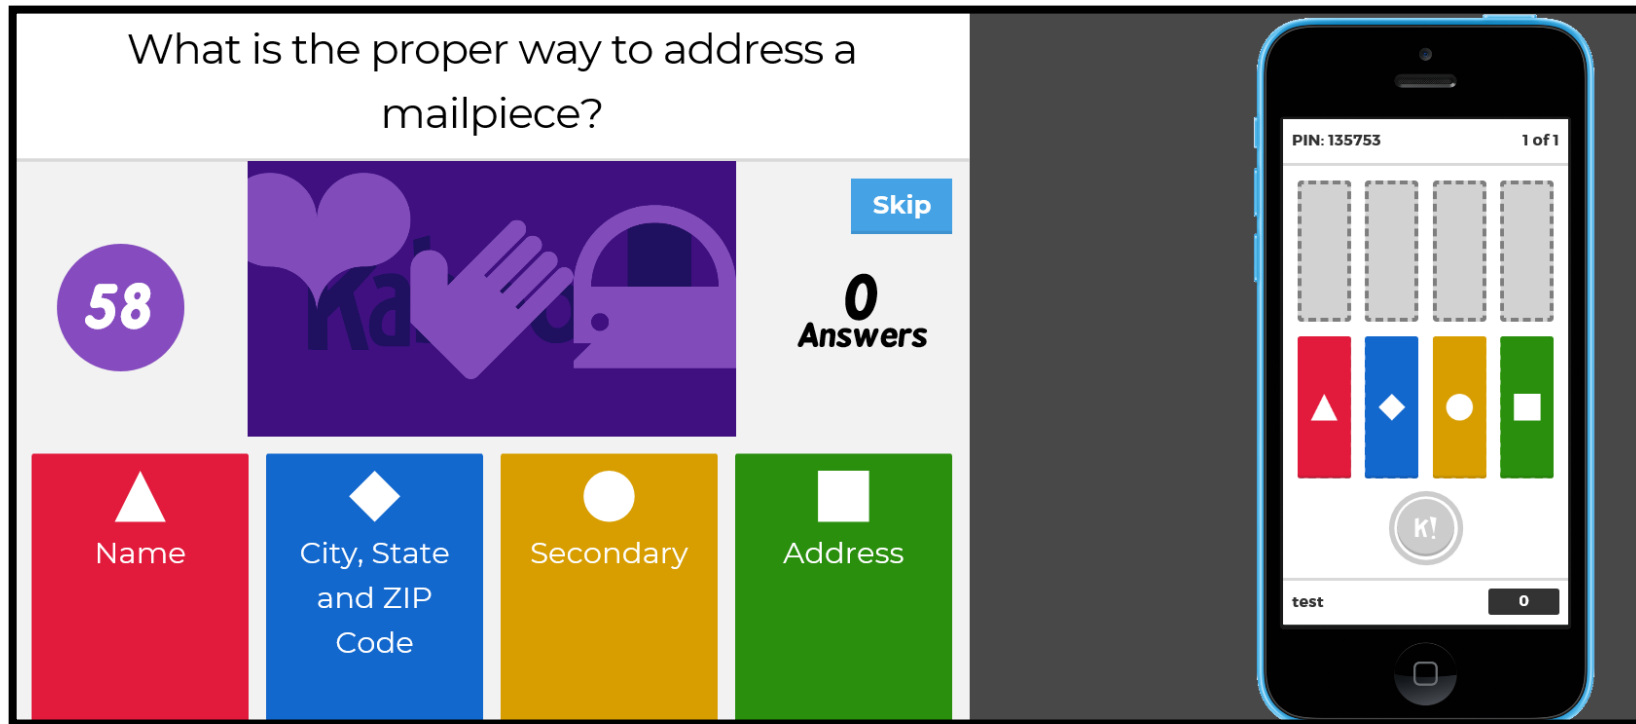 What is the proper way to address a
mailpiece?
Skip
58
0
Answers
Name
City, State
and ZIP
Code
Secondary
Address
PIN: 135753
1 of 1
K!
test
0